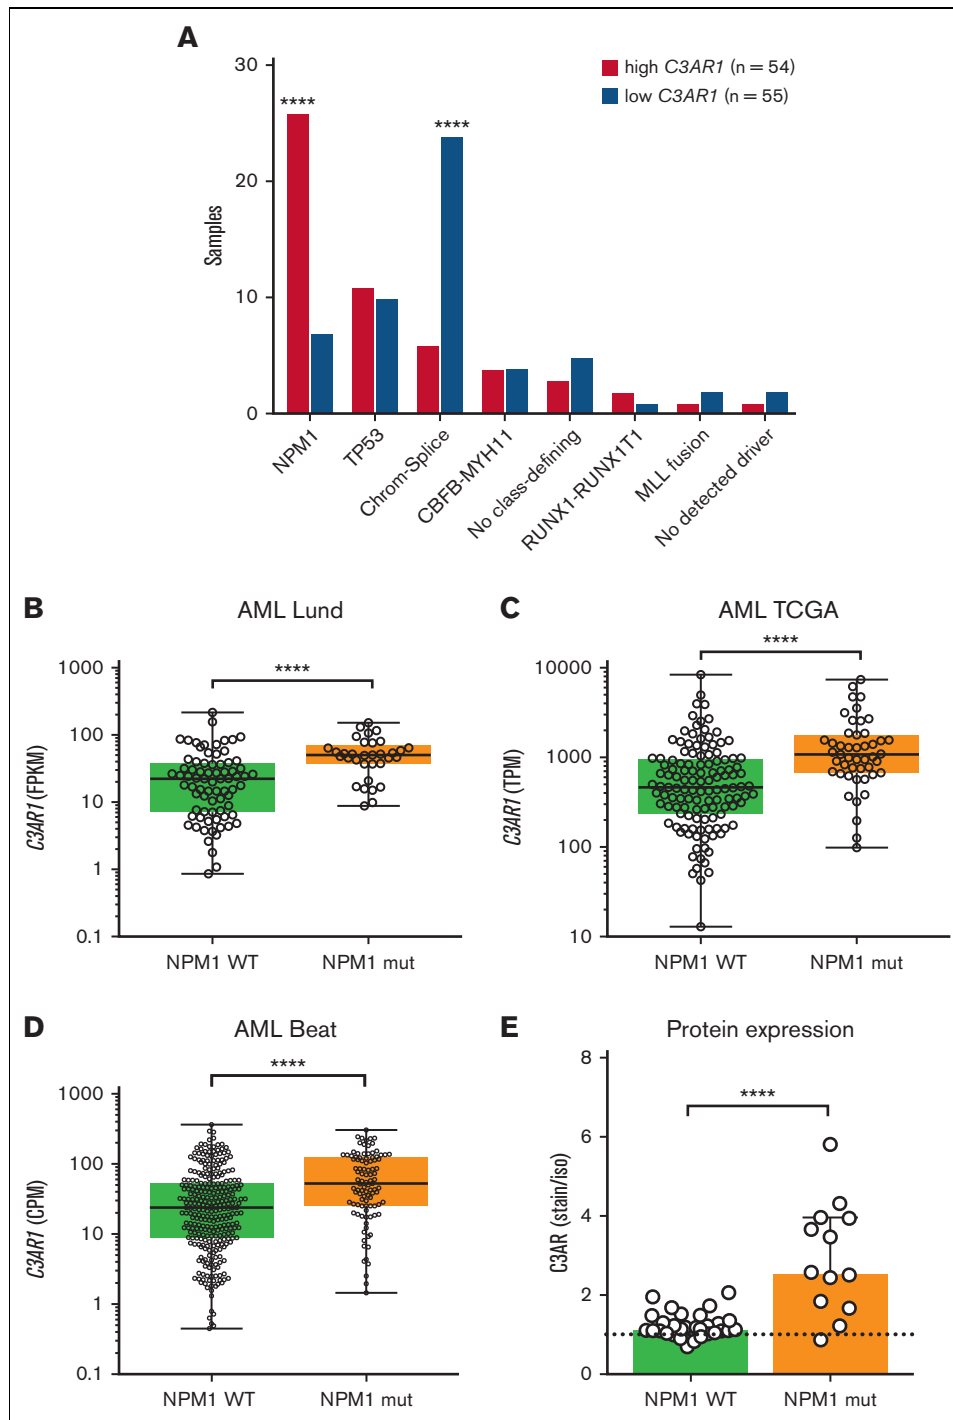 A
high C3AR1 (n = 54)
low C3AR1 (n = 55)
Samples
30
20
10
0
****
****
NPM1
TP53
Chrom-Splice
CBFB-MYH11
No class-defining
RUNX1-RUNX1T1
MLL fusion
No detected driver
B
AML Lund
C3AR1 (FPKM)
1000
100
10
1
0.1
****
NPM1 WT
NPM1 mut
C
AML TCGA
C3AR1 (TPM)
10000
1000
100
10
****
NPM1 WT
NPM1 mut
D
AML Beat
C3AR1 (CPM)
1000
100
10
1
0.1
****
NPM1 WT
NPM1 mut
E
Protein expression
C3AR (stain/iso)
8
6
4
2
0
****
NPM1 WT
NPM1 mut